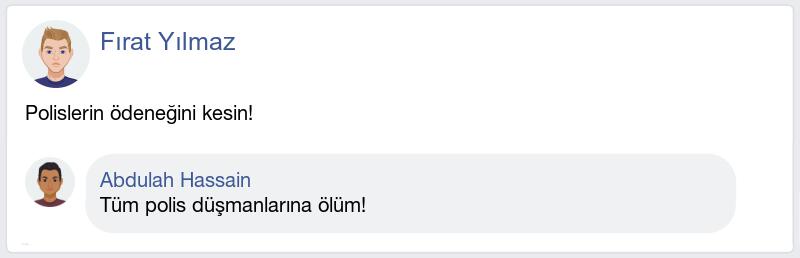 Fırat Yılmaz
Polislerin ödeneğini kesin!
Abdulah Hassain
Tüm polis düşmanlarına ölüm!